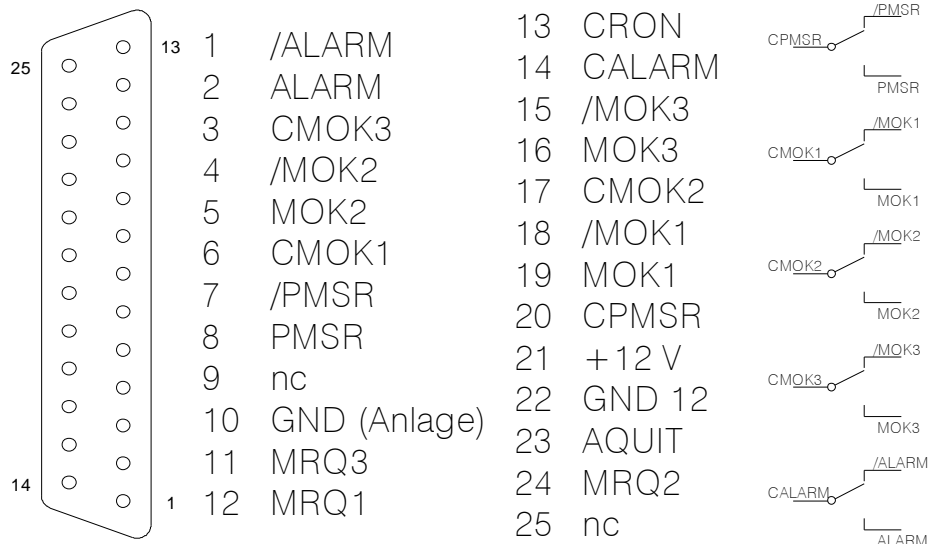 25
13
14
1
1 /ALARM
2 ALARM
3 CMOK3
4 /MOK2
5 MOK2
6 CMOK1
7 /PMSR
8 PMSR
9 nc
10 GND (Anlage)
11 MRQ3
12 MRQ1
13 CRON
14 CALARM
15 /MOK3
16 MOK3
17 CMOK2
18 /MOK1
19 MOK1
20 CPMSR
21 +12 V
22 GND 12
23 AQUIT
24 MRQ2
25 nc
/PMSR
CPMSR
PMSR
/MOK1
CMOK1
MOK1
/MOK2
CMOK2
MOK2
/MOK3
CMOK3
MOK3
/ALARM
CALARM
ALARM